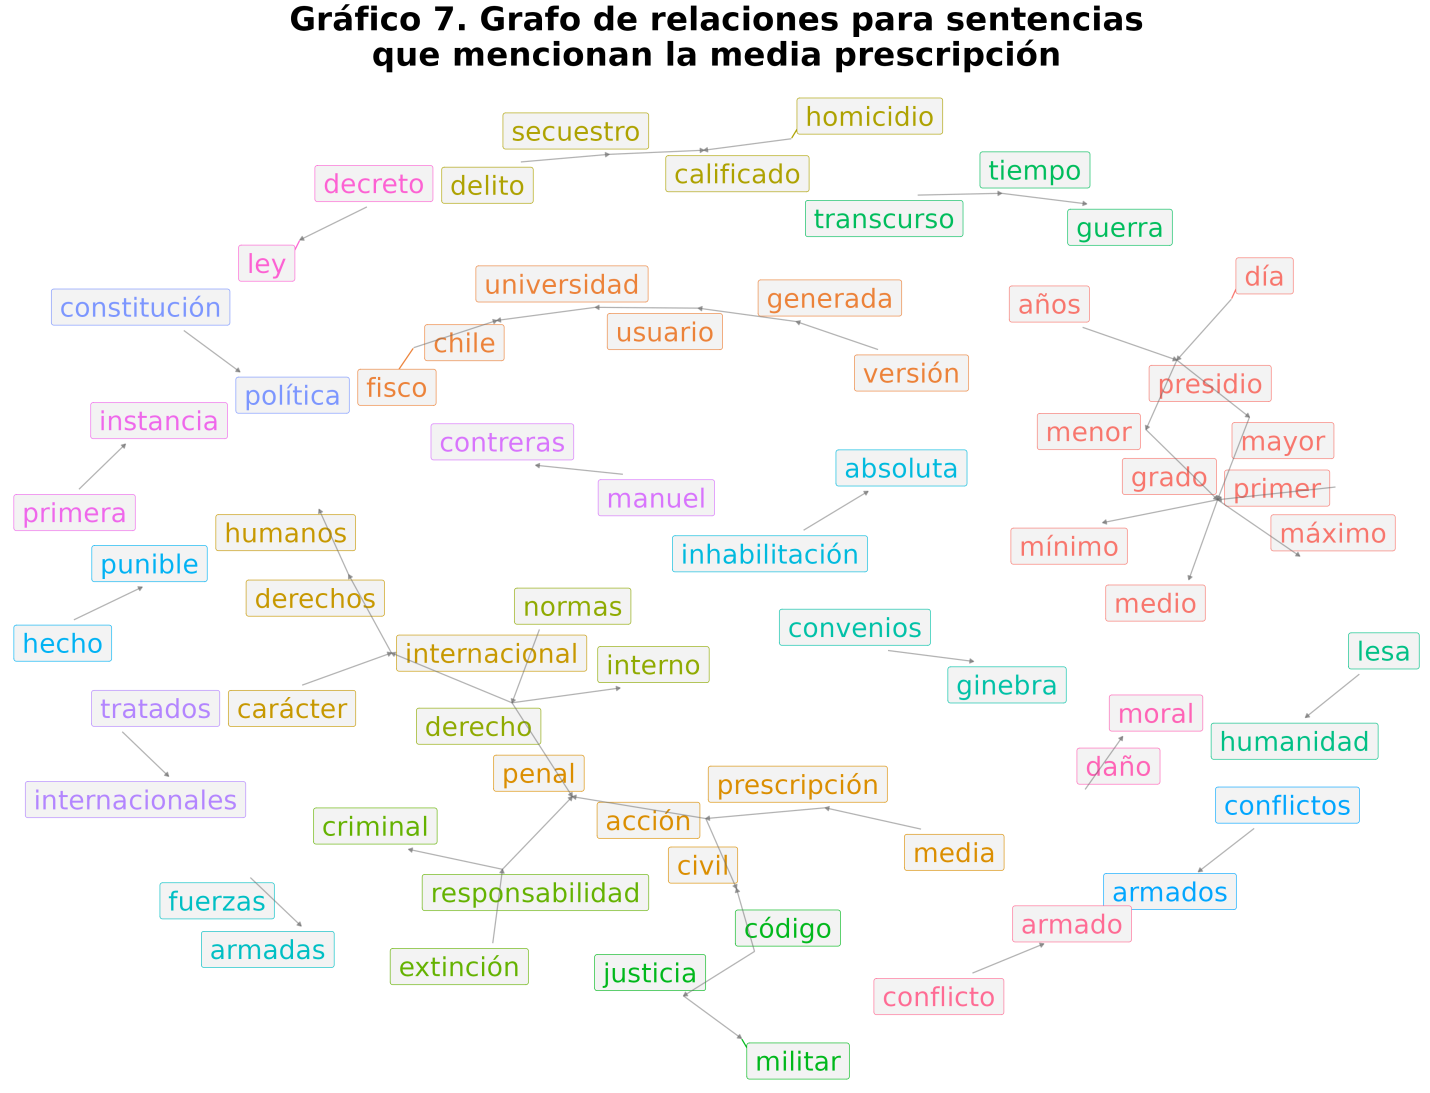 Gráfico 7. Grafo de relaciones para sentencias
que mencionan la media prescripción
homicidio
secuestro
calificado
delito
decreto
ley
tiempo
transcurso
guerra
constitución
política
universidad
generada
usuario
chile
fisco
versión
día
años
presidio
menor
mayor
grado
primer
máximo
mínimo
medio
instancia
primera
contreras
manuel
absoluta
inhabilitación
humanos
punible
hecho
derechos
normas
internacional
interno
carácter
derecho
tratados
internacionales
convenios
ginebra
lesa
humanidad
moral
daño
penal
prescripción
acción
media
civil
criminal
responsabilidad
extinción
conflictos
armados
armado
conflicto
fuerzas
armadas
código
justicia
militar